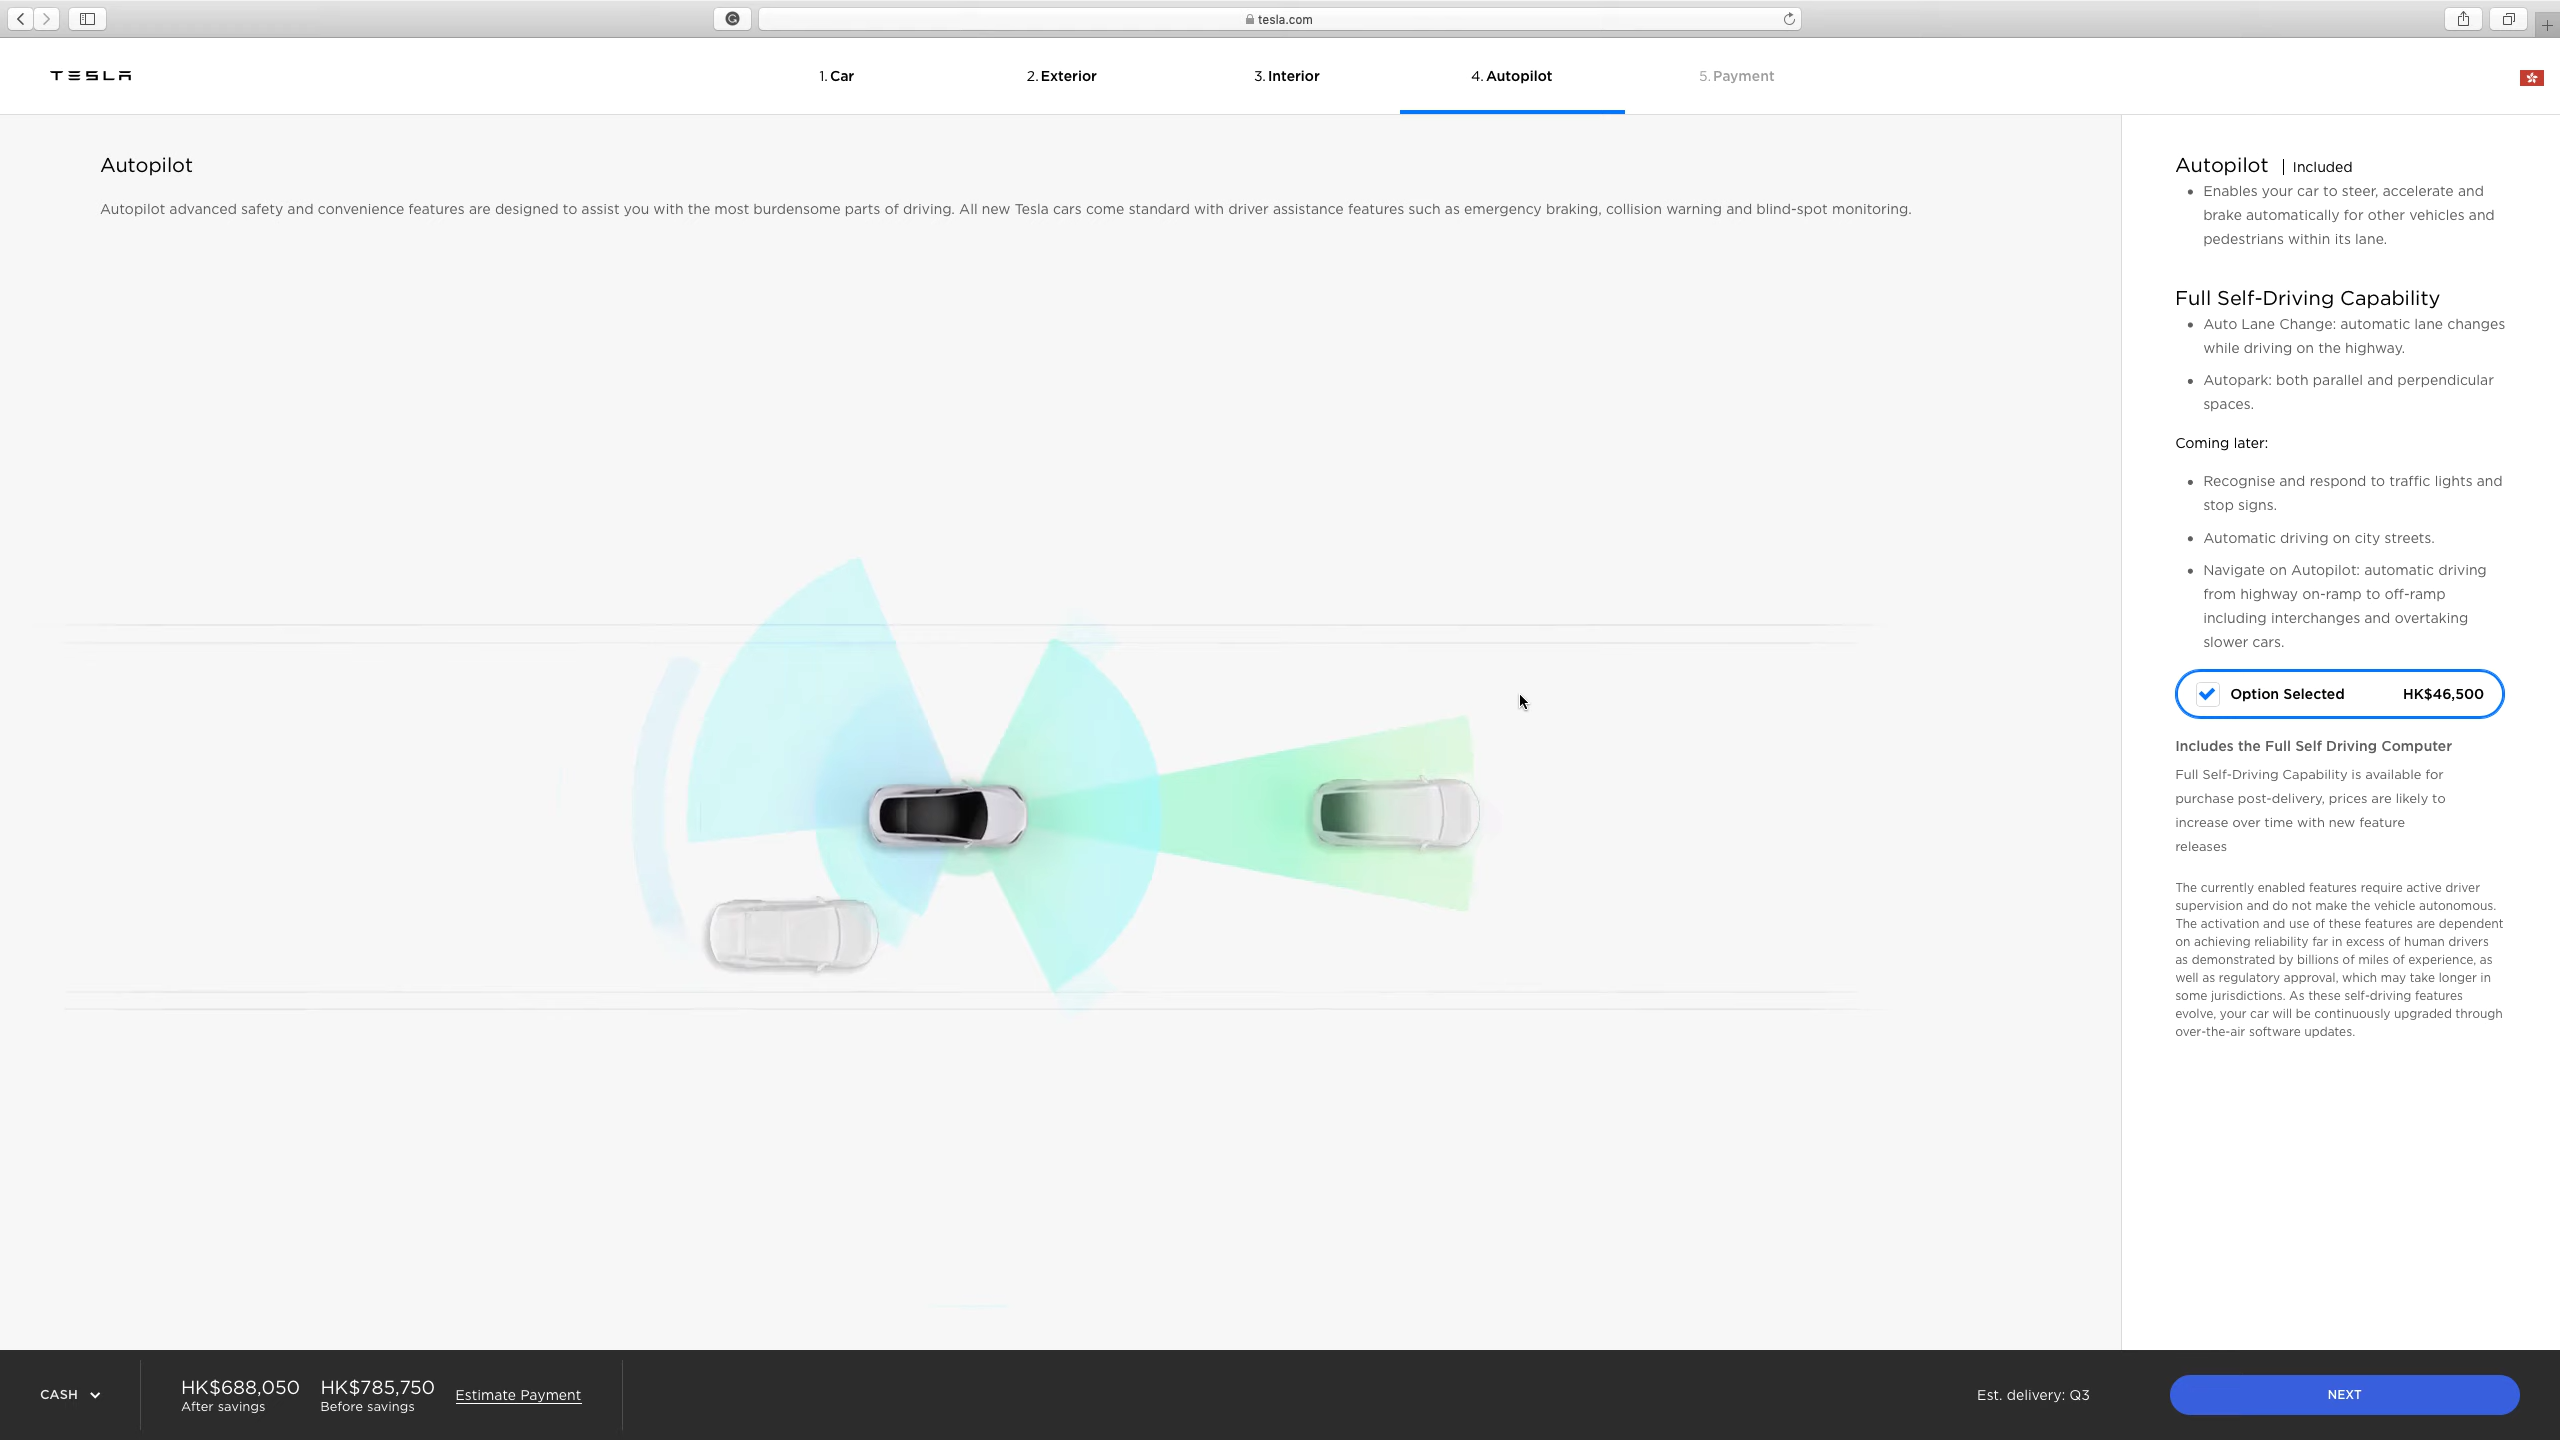 tesla.com
TESLA
1. Car
2. Exterior
3. Interior
4. Autopilot
5. Payment
Autopilot
Autopilot advanced safety and convenience features are designed to assist you with the most burdensome parts of driving. All new Tesla cars come standard with driver assistance features such as emergency braking, collision warning and blind-spot monitoring.
Autopilot | Included
Enables your car to steer, accelerate and
brake automatically for other vehicles and
pedestrians within its lane.
Full Self-Driving Capability
Auto Lane Change: automatic lane changes
while driving on the highway.
Autopark: both parallel and perpendicular
spaces.
Coming later:
Recognise and respond to traffic lights and
stop signs.
Automatic driving on city streets.
Navigate on Autopilot: automatic driving
from highway on-ramp to off-ramp
including interchanges and overtaking
slower cars.
Option Selected HK$46,500
Includes the Full Self Driving Computer
Full Self-Driving Capability is available for
purchase post-delivery, prices are likely to
increase over time with new feature
releases
The currently enabled features require active driver
supervision and do not make the vehicle autonomous.
The activation and use of these features are dependent
on achieving reliability far in excess of human drivers
as demonstrated by billions of miles of experience, as
well as regulatory approval, which may take longer in
some jurisdictions. As these self-driving features
evolve, your car will be continuously upgraded through
over-the-air software updates.
CASH
HK$688,050
After savings
HK$785,750
Before savings
Estimate Payment
Est. delivery: Q3
NEXT